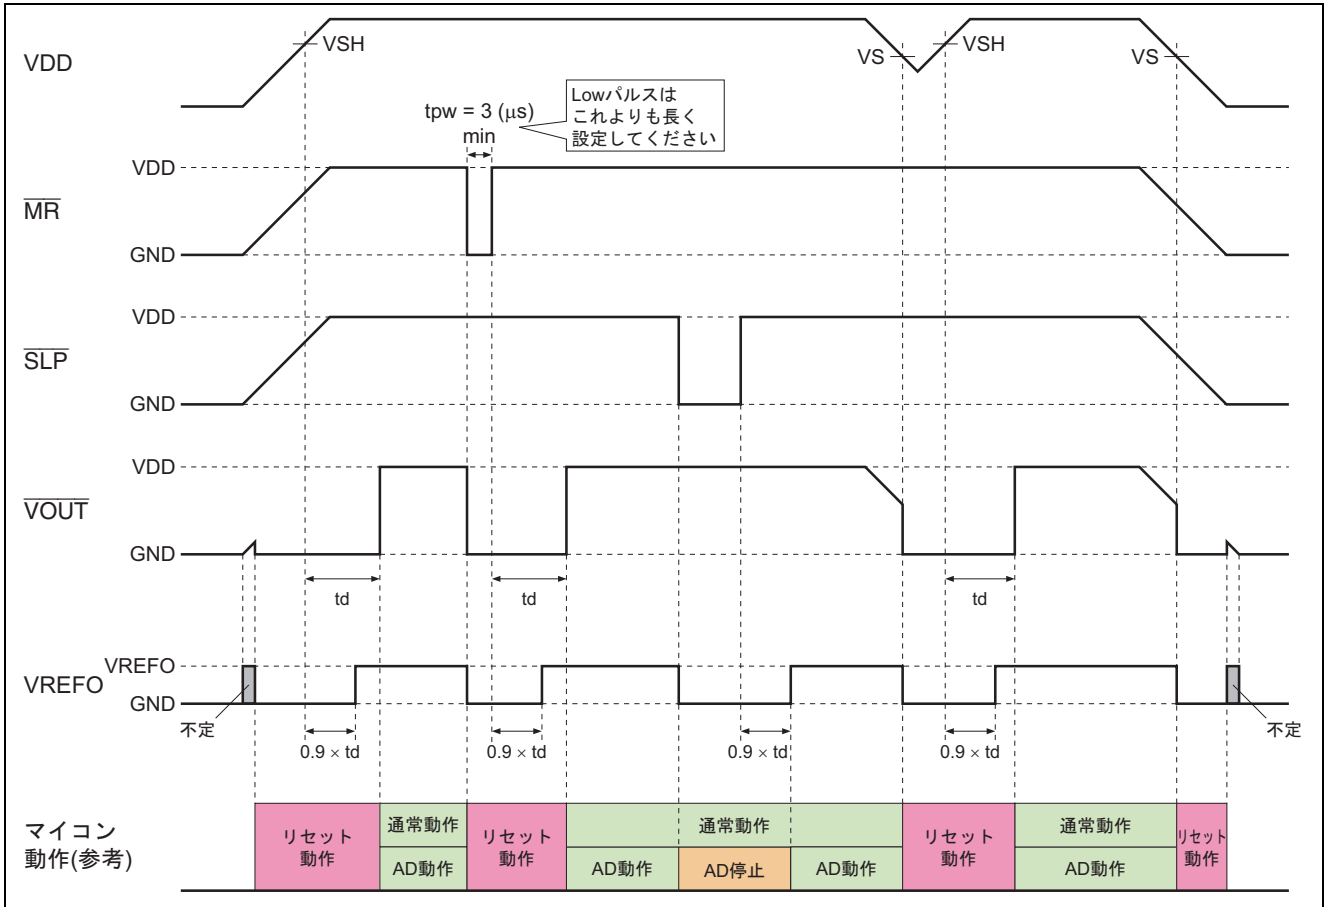 VDD
VSH
VS
VSH
VS
tpw = 3 (μs)
min
Lowパルスは
これよりも長く
設定してください
VDD
MR
GND
VDD
SLP
GND
VDD
VOUT
GND
td
td
td
VREFO
VREFO
GND
不定
不定
0.9 × td
0.9 × td
0.9 × td
0.9 × td
マイコン
動作(参考)
リセット
動作
通常動作
AD動作
リセット
動作
通常動作
AD動作
AD停止
AD動作
リセット
動作
通常動作
AD動作
リセット
動作